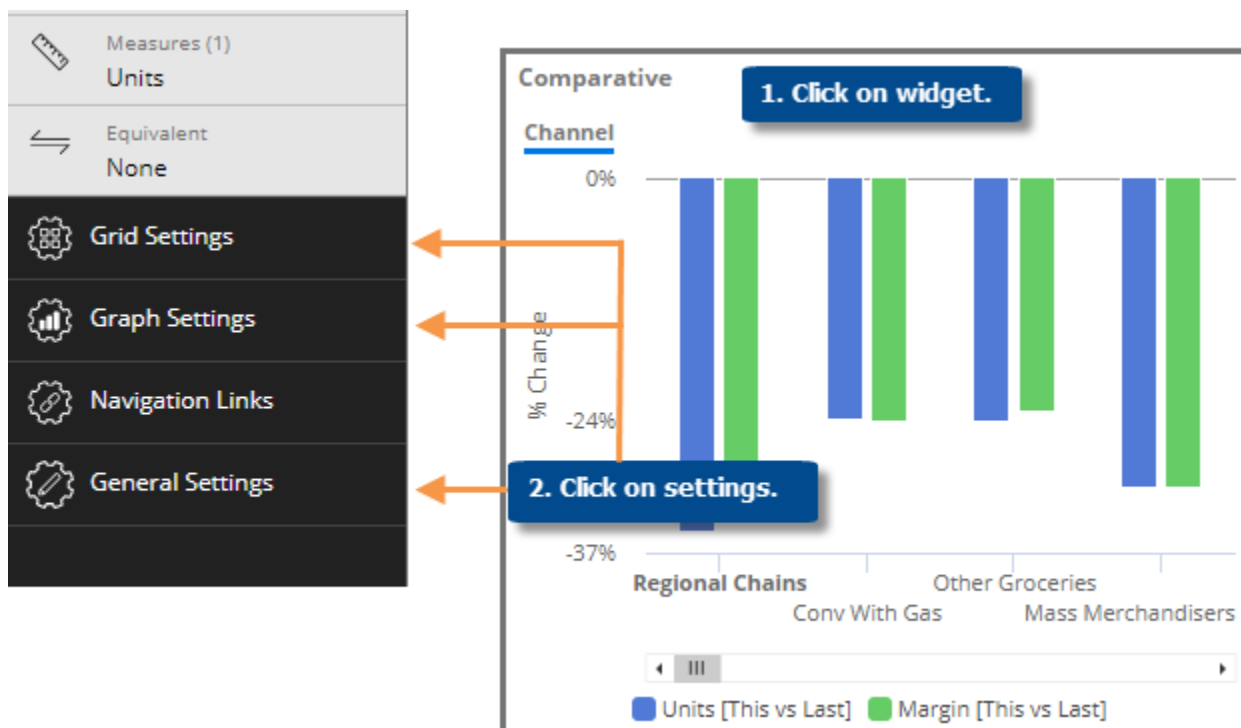 Measures (1)
Units
Equivalent
None
Grid Settings
Graph Settings
Navigation Links
General Settings
Comparative
1. Click on widget.
Channel
0%
% Change
-24%
2. Click on settings.
-37%
Regional Chains
Other Groceries
Conv With Gas
Mass Merchandisers
Units [This vs Last]
Margin [This vs Last]